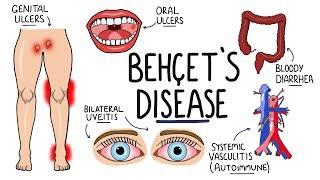 GENITAL
ULCERS
ORAL
ULCERS
BEHÇET'S
DISEASE
BLOODY
DIARRHEA
BILATERAL
UVEITIS
SYSTEMIC
VASCULITIS
(AUTOIMMUNE)